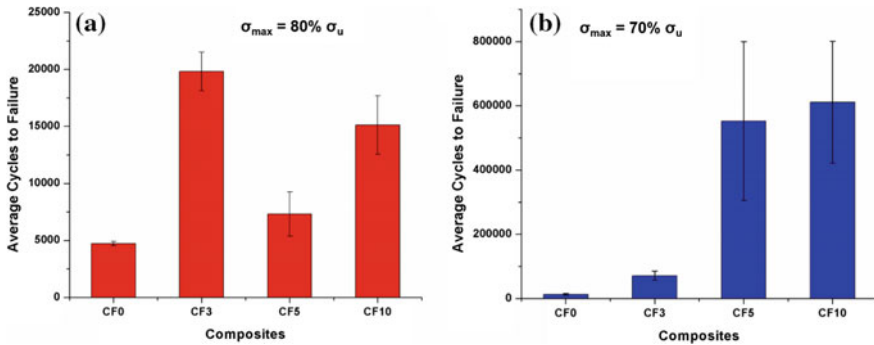 (a)
σmax = 80% σu
Average Cycles to Failure
25000
20000
15000
10000
5000
0
CF0 CF3 CF5 CF10
Composites
(b)
σmax = 70% σu
Average Cycles to Failure
800000
600000
400000
200000
0
CF0 CF3 CF5 CF10
Composites